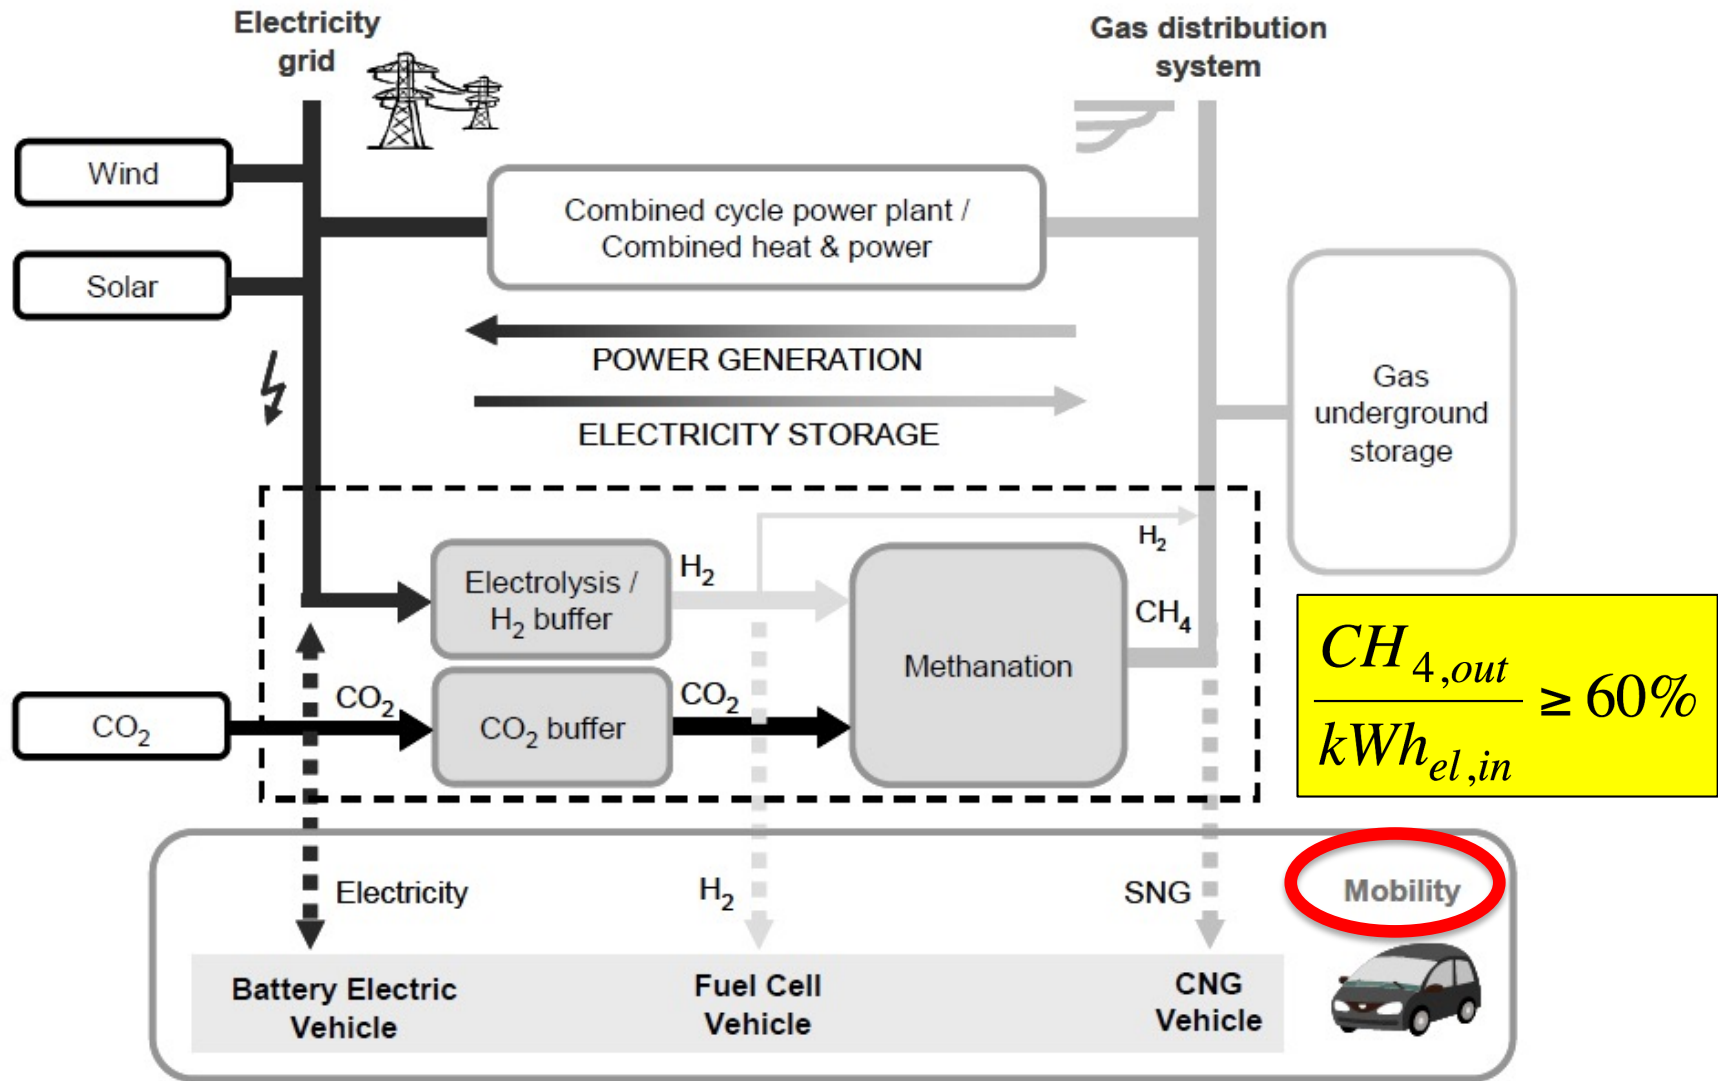 Electricity
grid
Gas distribution
system
Wind
Combined cycle power plant /
Combined heat & power
Solar
POWER GENERATION
ELECTRICITY STORAGE
Gas
underground
storage
H2
Electrolysis /
H2 buffer
H2
CH4
Methanation
CO2
CO2
CO2 buffer
CO2
CH4,out
kWhel,in
≥ 60%
Electricity
H2
SNG
Mobility
Battery Electric
Vehicle
Fuel Cell
Vehicle
CNG
Vehicle